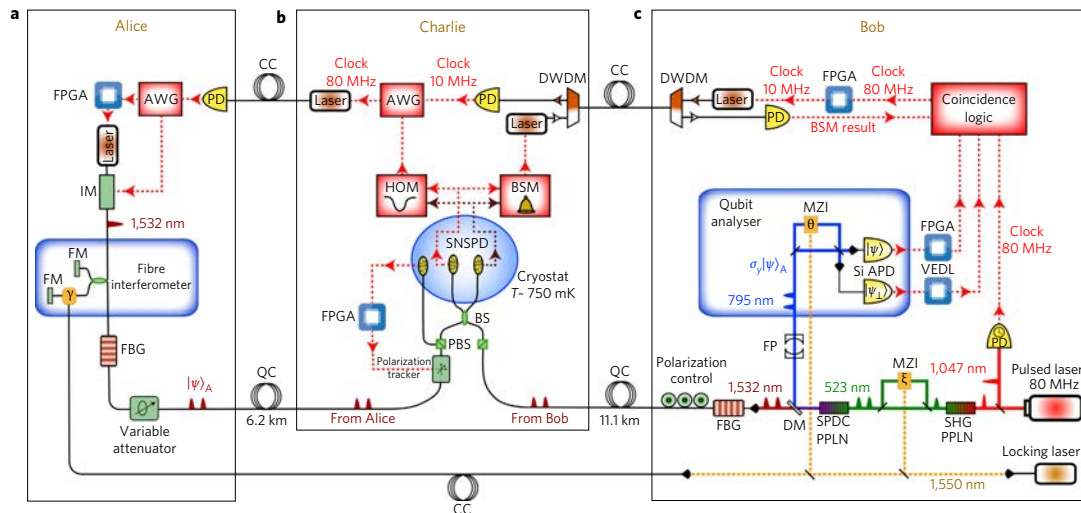 a
Alice
FPGA
AWG
PD
CC
Laser
IM
1,532 nm
FM
FM
γ
Fibre
interferometer
FBG
|ψ⟩A
Variable
attenuator
QC
6.2 km
b
Charlie
Clock
80 MHz
Clock
10 MHz
DWDM
Laser
AWG
PD
Laser
HOM
BSM
SNSPD
Cryostat
T~ 750 mK
FPGA
BS
PBS
Polarization
tracker
From Alice
From Bob
CC
QC
11.1 km
CC
c
Bob
DWDM
Laser
Clock
10 MHz
FPGA
Clock
80 MHz
Coincidence
logic
PD
BSM result
Qubit
analyser
MZI
θ
|ψ⟩
FPGA
σy|ψ⟩A
Si APD
VEDL
|ψ⊥⟩
795 nm
Clock
80 MHz
FP
PD
Polarization
control
1,532 nm
523 nm
MZI
ξ
1,047 nm
Pulsed laser
80 MHz
FBG
DM
SPDC
PPLN
SHG
PPLN
Locking laser
1,550 nm